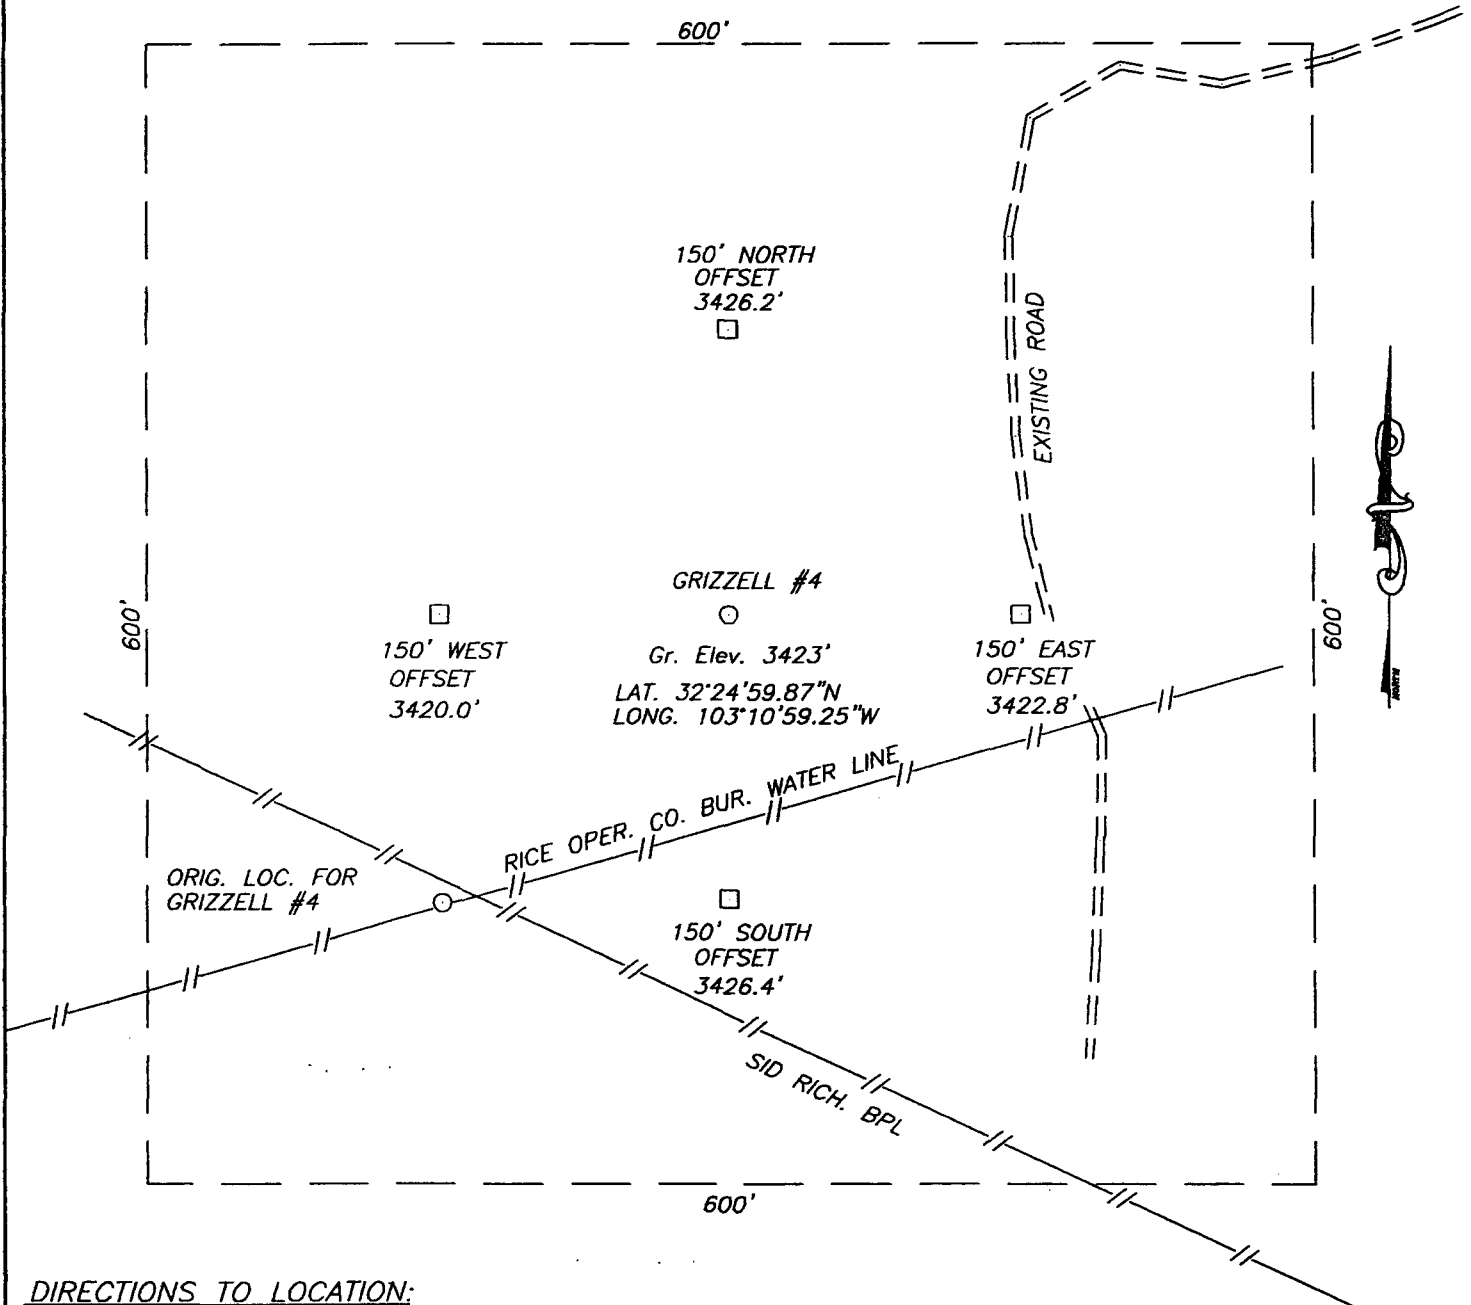 600'
150' NORTH
OFFSET
3426.2'
EXISTING ROAD
600'
GRIZZELL #4
600'
150' WEST
OFFSET
3420.0'
Gr. Elev. 3423'
LAT. 32°24'59.87"N
LONG. 103°10'59.25"W
150' EAST
OFFSET
3422.8'
NORTH
RICE OPER. CO. BUR. WATER LINE
ORIG. LOC. FOR
GRIZZELL #4
150' SOUTH
OFFSET
3426.4'
SID RICH. BPL
600'
DIRECTIONS TO LOCATION: